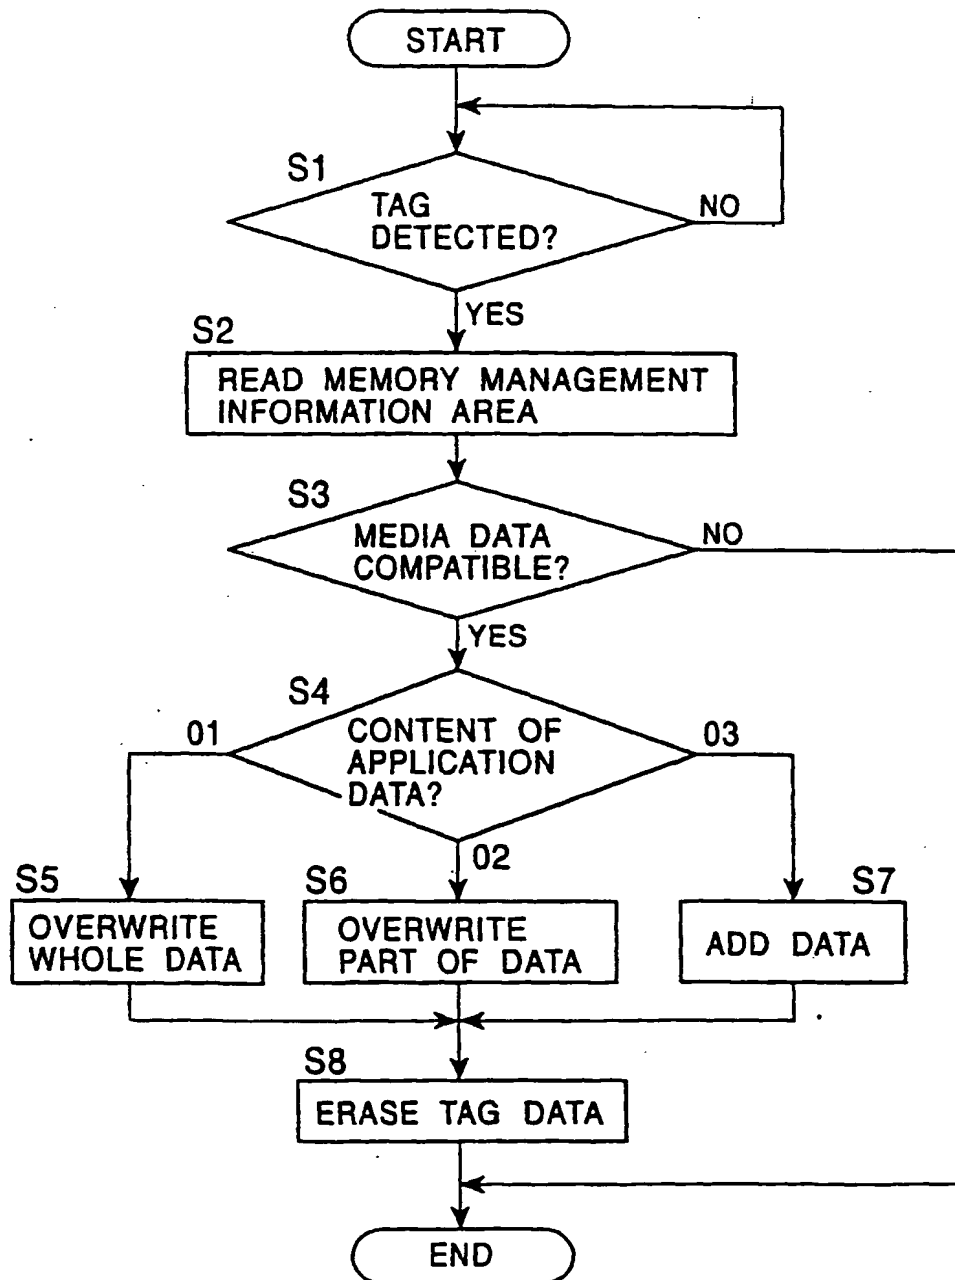 START
S1
TAG
DETECTED?
NO
YES
S2
READ MEMORY MANAGEMENT
INFORMATION AREA
S3
MEDIA DATA
COMPATIBLE?
NO
YES
S4
CONTENT OF
APPLICATION
DATA?
01
03
02
S5
OVERWRITE
WHOLE DATA
S6
OVERWRITE
PART OF DATA
S7
ADD DATA
S8
ERASE TAG DATA
END